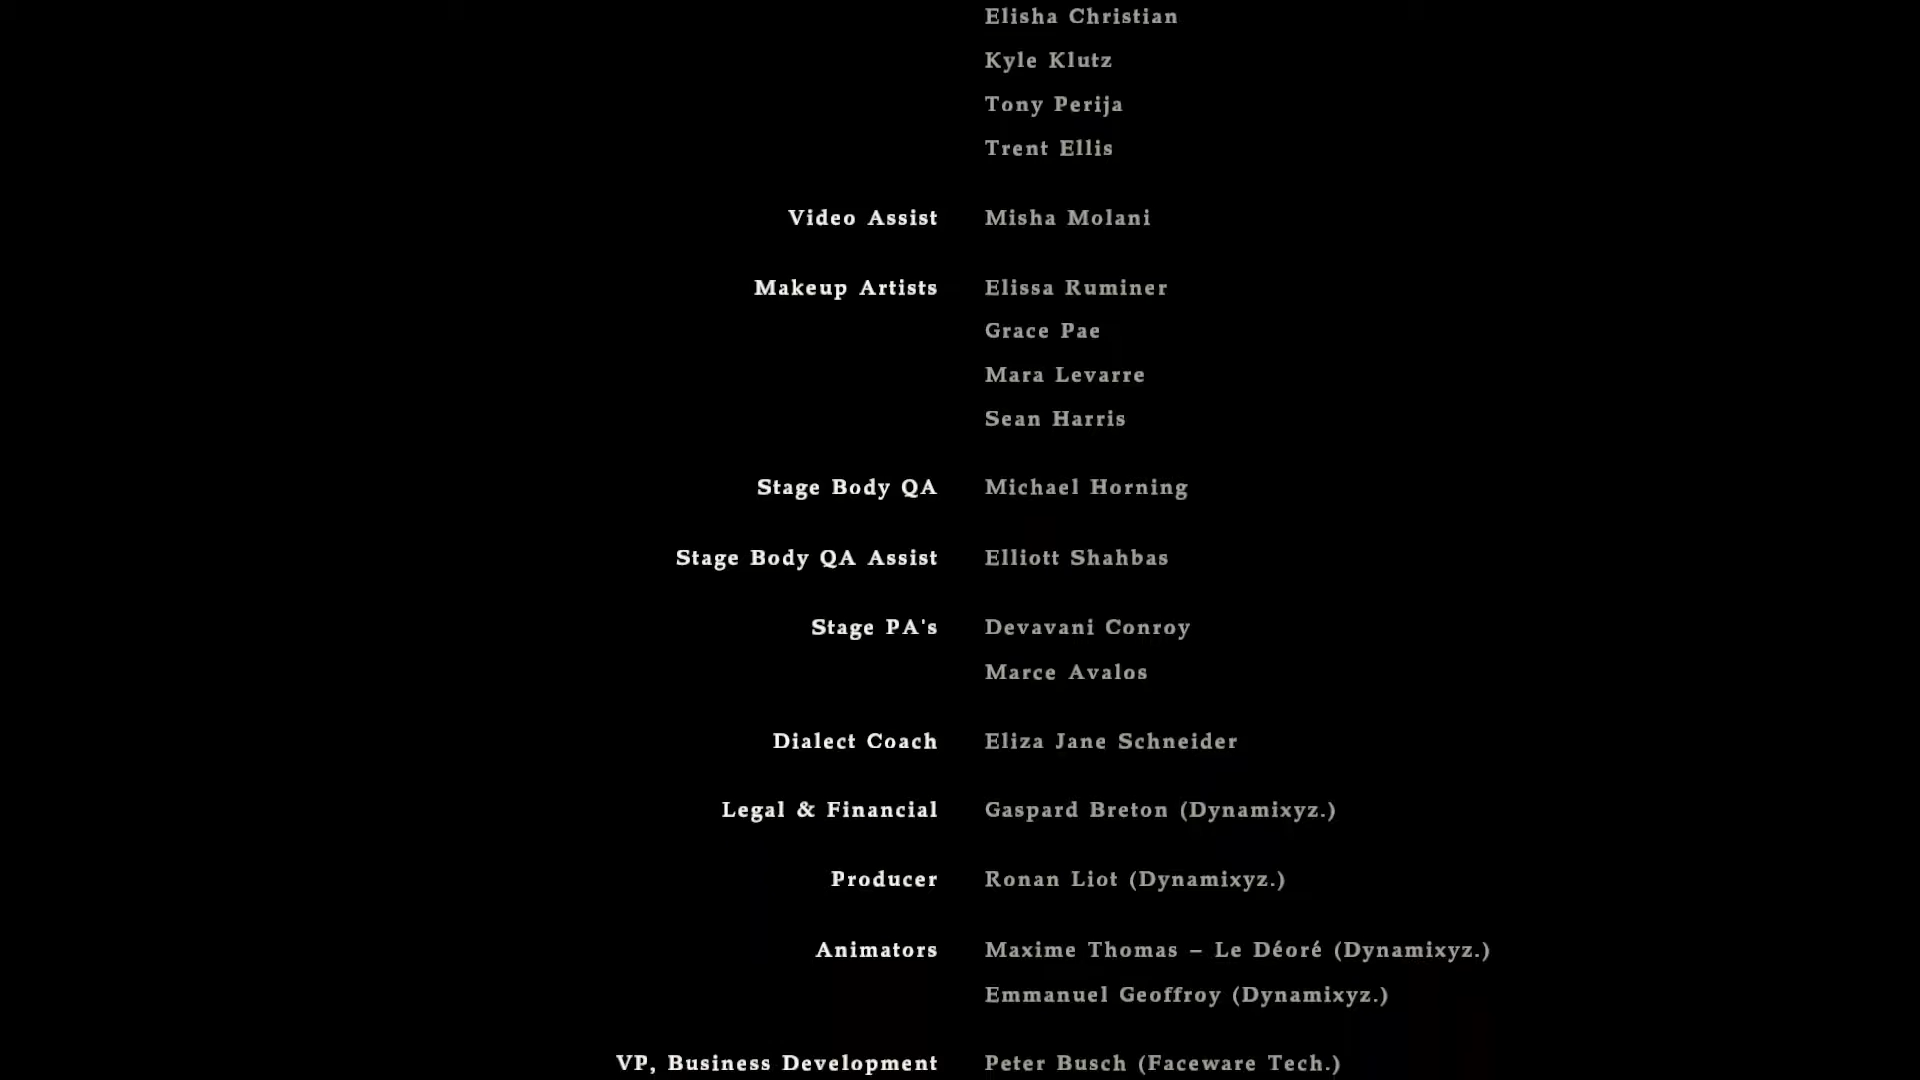 Elisha Christian
Kyle Klutz
Tony Perija
Trent Ellis
Video Assist Misha Molani
Makeup Artists Elissa Ruminer
Grace Pae
Mara Levarre
Sean Harris
Stage Body QA Michael Horning
Stage Body QA Assist Elliott Shahbas
Stage PA's Devavani Conroy
Marce Avalos
Dialect Coach Eliza Jane Schneider
Legal & Financial Gaspard Breton (Dynamixyz.)
Producer Ronan Liot (Dynamixyz.)
Animators Maxime Thomas – Le Déoré (Dynamixyz.)
Emmanuel Geoffroy (Dynamixyz.)
VP, Business Development Peter Busch (Faceware Tech.)